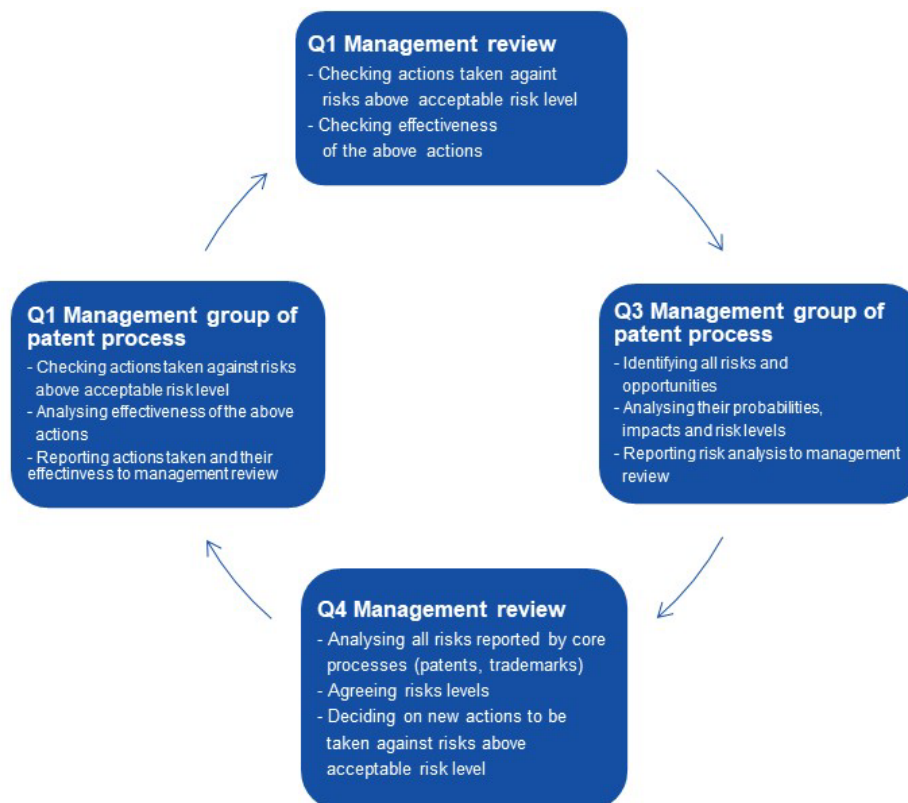 Q1 Management review
- Checking actions taken againt
risks above acceptable risk level
- Checking effectiveness
of the above actions
Q1 Management group of
patent process
- Checking actions taken against risks
above acceptable risk level
- Analysing effectiveness of the above
actions
- Reporting actions taken and their
effectinvess to management review
Q3 Management group of
patent process
- Identifying all risks and
opportunities
- Analysing their probabilities,
impacts and risk levels
- Reporting risk analysis to management
review
Q4 Management review
- Analysing all risks reported by core
processes (patents, trademarks)
- Agreeing risks levels
- Deciding on new actions to be
taken against risks above
acceptable risk level